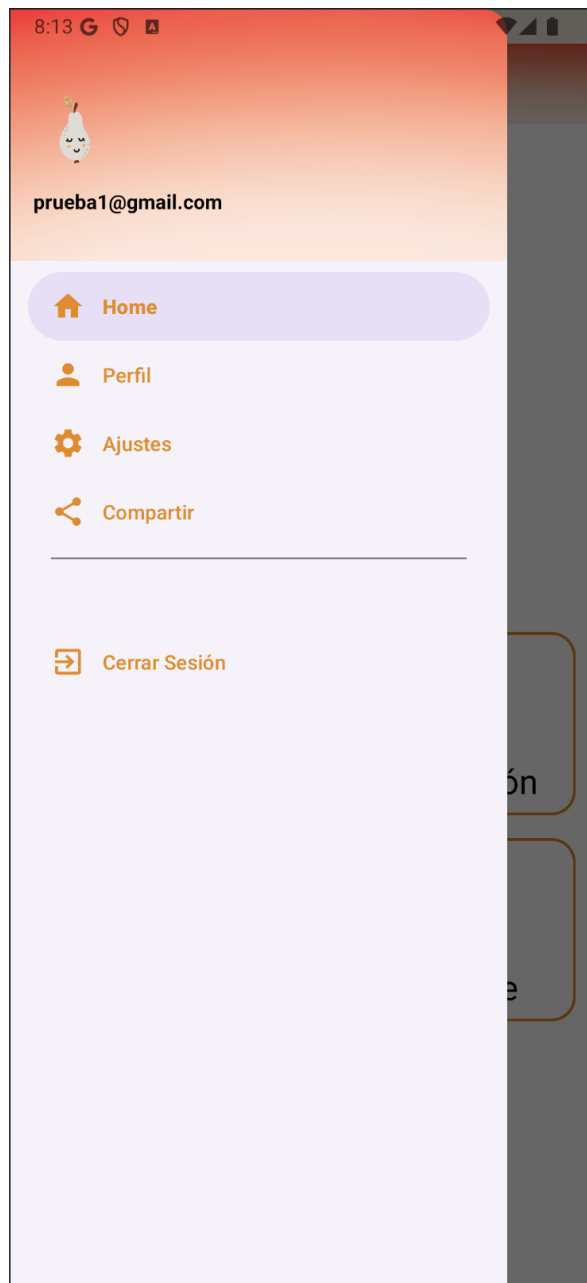 8:13 G A
prueba1@gmail.com
Home
Perfil
Ajustes
Compartir
Cerrar Sesión
ón
e